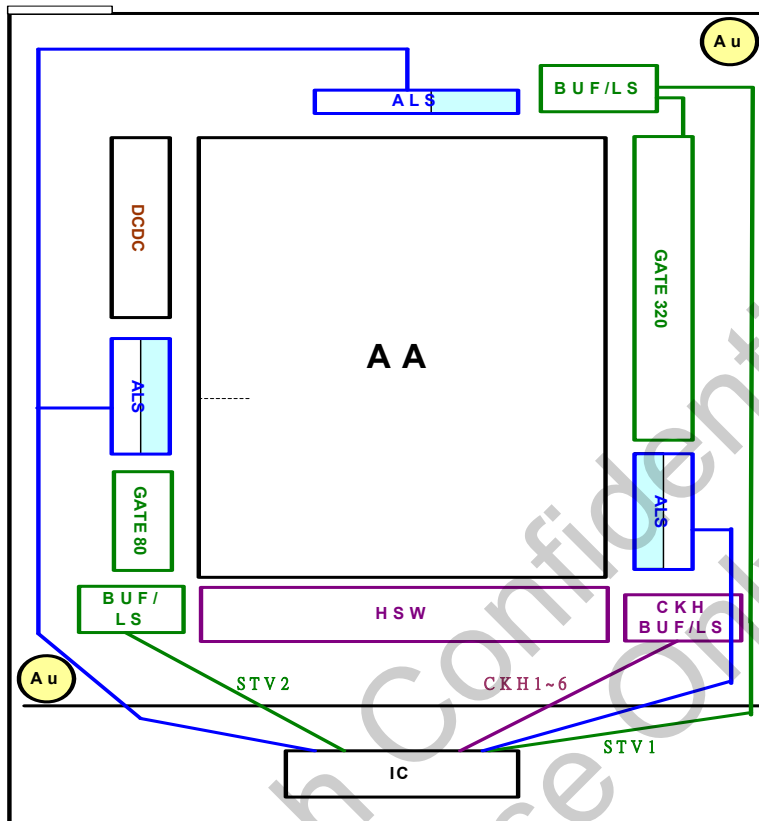 Au
BUF/LS
ALS
DCDC
GATE 320
AA
ALS
ALS
GATE 80
BUF/
LS
HSW
CKH
BUF/LS
Au
STV2
CKH1~6
STV1
IC